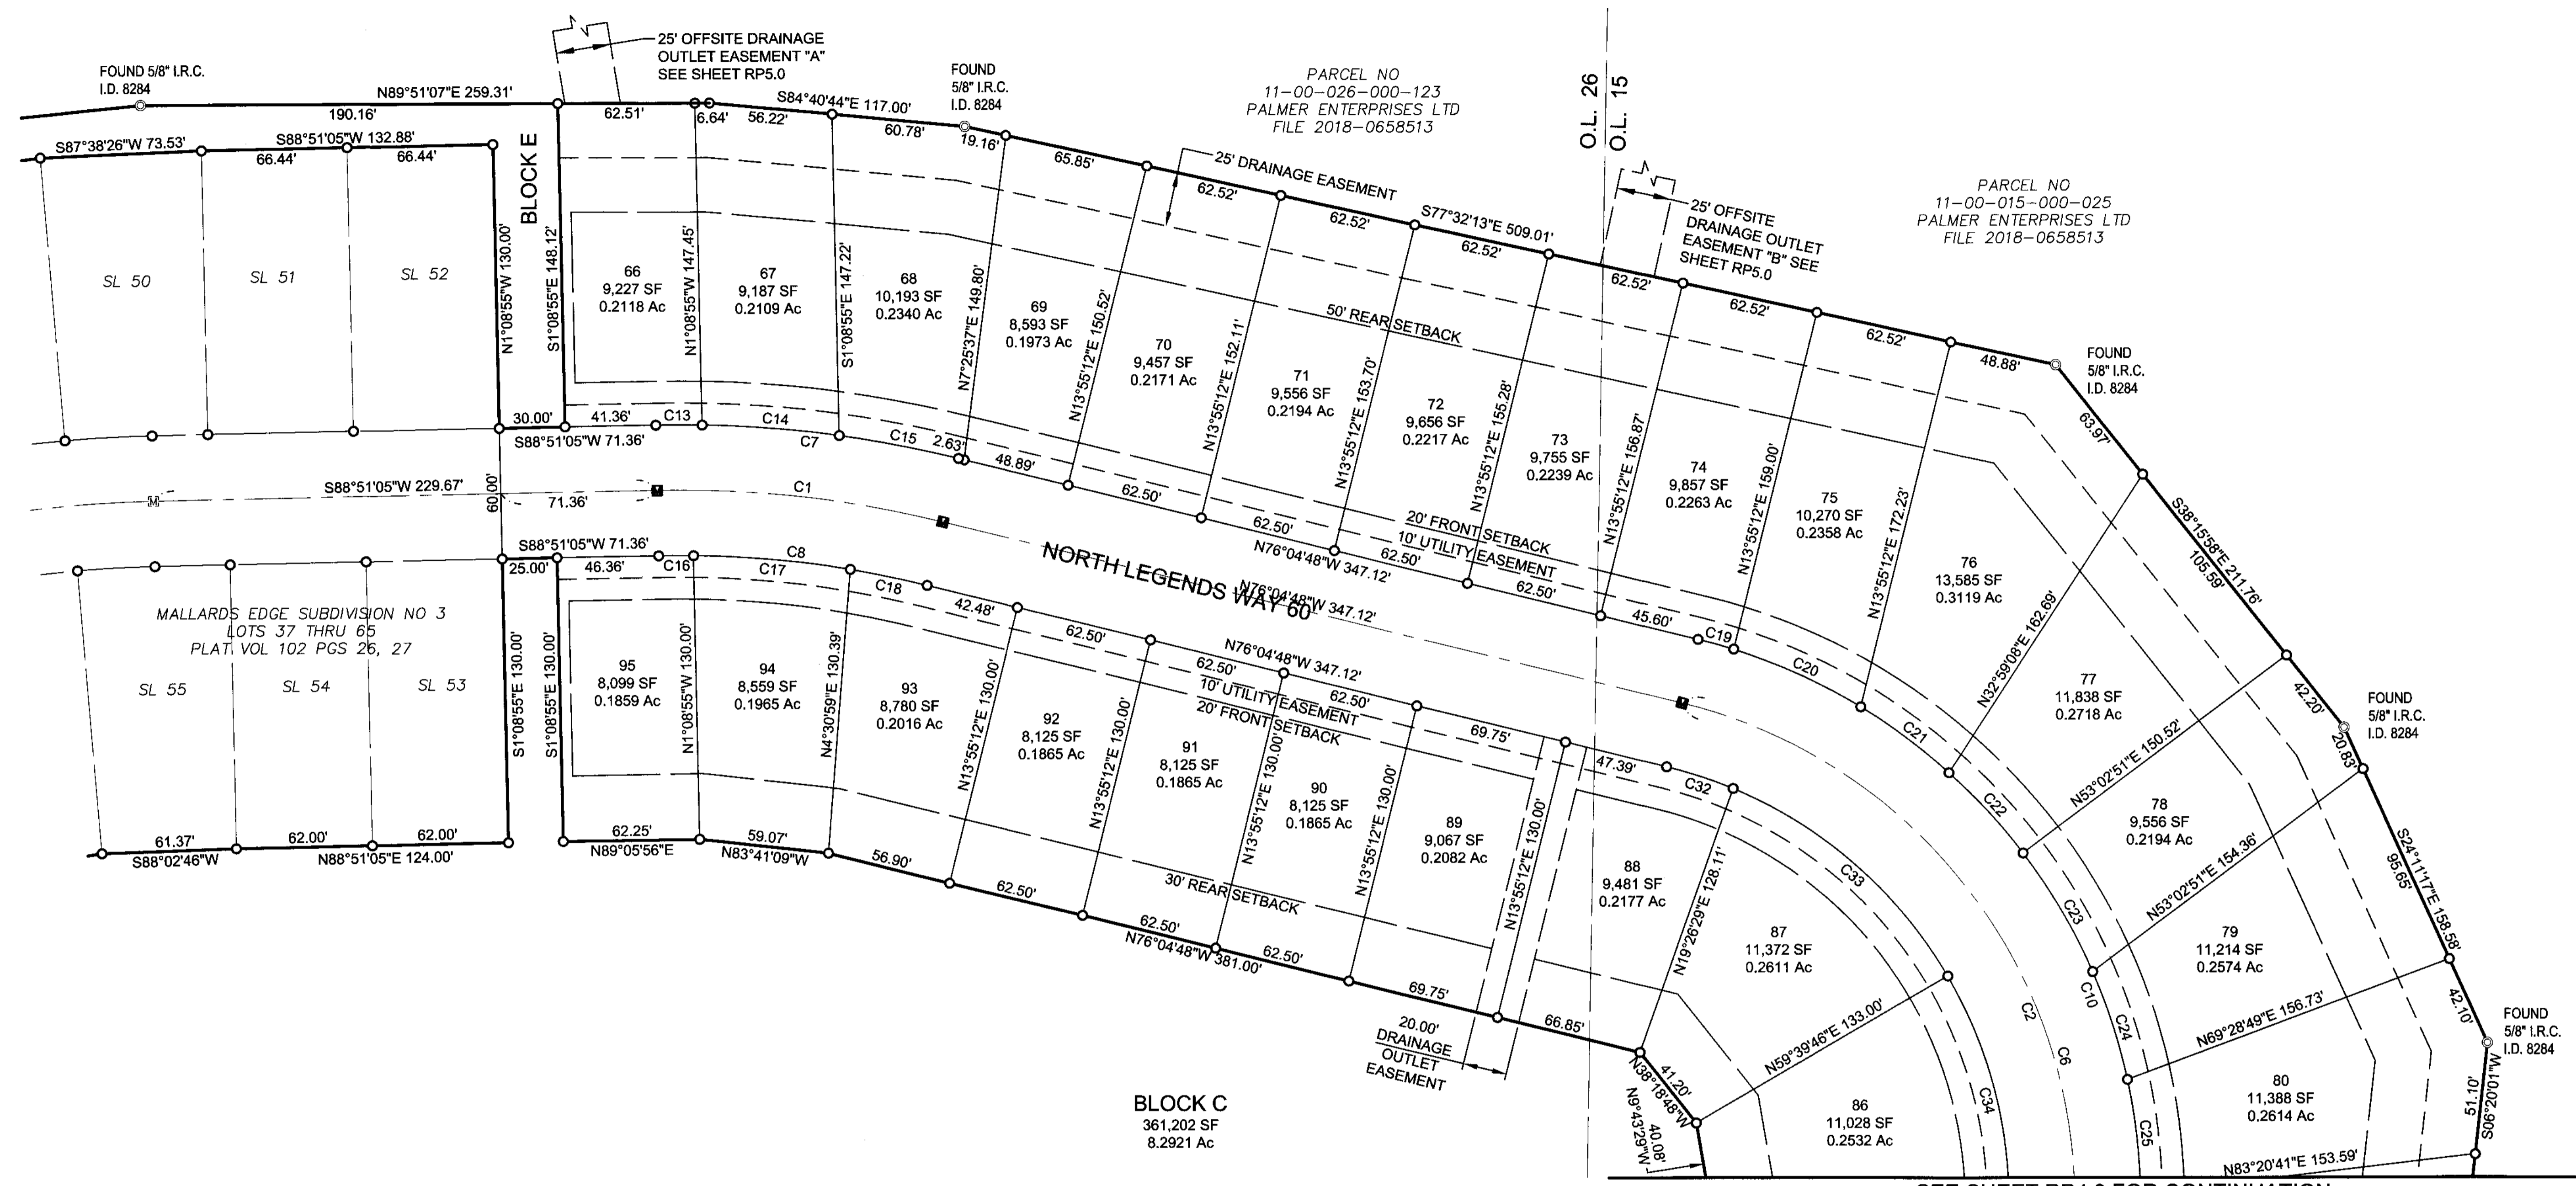 25' OFFSITE DRAINAGE
OUTLET EASEMENT "A"
SEE SHEET RP5.0
FOUND 5/8" I.R.C.
I.D. 8284
FOUND
5/8" I.R.C.
I.D. 8284
PARCEL NO
11-00-026-000-123
PALMER ENTERPRISES LTD
FILE 2018-0658513
O.L. 26
O.L. 15
PARCEL NO
11-00-015-000-025
PALMER ENTERPRISES LTD
FILE 2018-0658513
25' OFFSITE
DRAINAGE OUTLET
EASEMENT "B" SEE
SHEET RP5.0
N89°51'07"E 259.31'
190.16'
62.51'
6.64'
S84°40'44"E 117.00'
56.22'
60.78'
19.16'
65.85'
25' DRAINAGE EASEMENT
62.52'
62.52'
S77°32'13"E 509.01'
62.52'
62.52'
62.52'
62.52'
48.88'
FOUND
5/8" I.R.C.
I.D. 8284
S87°38'26"W 73.53'
S88°51'05"W 132.88'
66.44'
66.44'
BLOCK E
SL 50
SL 51
SL 52
N1°08'55"W 130.00'
S1°08'55"E 148.12'
66
9,227 SF
0.2118 Ac
N1°08'55"W 147.45'
67
9,187 SF
0.2109 Ac
S1°08'55"E 147.22'
68
10,193 SF
0.2340 Ac
N7°25'37"E 149.80'
69
8,593 SF
0.1973 Ac
N13°55'12"E 150.52'
70
9,457 SF
0.2171 Ac
N13°55'12"E 152.11'
71
9,556 SF
0.2194 Ac
N13°55'12"E 153.70'
50' REAR SETBACK
72
9,656 SF
0.2217 Ac
N13°55'12"E 155.28'
73
9,755 SF
0.2239 Ac
N13°55'12"E 156.87'
74
9,857 SF
0.2263 Ac
N13°55'12"E 159.00'
75
10,270 SF
0.2358 Ac
N13°55'12"E 172.23'
76
13,585 SF
0.3119 Ac
63.97'
S38°15'58"E 211.76'
105.59'
42.20'
N32°59'08"E 162.69'
77
11,838 SF
0.2718 Ac
FOUND
5/8" I.R.C.
I.D. 8284
20.83'
N53°02'51"E 150.52'
78
9,556 SF
0.2194 Ac
N53°02'51"E 154.36'
S24°11'17"E 158.58'
95.65'
42.10'
79
11,214 SF
0.2574 Ac
N69°28'49"E 156.73'
FOUND
5/8" I.R.C.
I.D. 8284
80
11,388 SF
0.2614 Ac
51.10'
S06°20'01"W
N83°20'41"E 153.59'
30.00'
41.36'
C13
C14
C7
S88°51'05"W 71.36'
C15
2.63'
48.89'
62.50'
62.50'
20' FRONT SETBACK
10' UTILITY EASEMENT
N76°04'48"W 347.12'
62.50'
62.50'
45.60'
C19
C20
C21
C22
C23
C10
C24
C25
M
S88°51'05"W 229.67'
60.00'
71.36'
C1
NORTH LEGENDS WAY 60'
N76°04'48"W 347.12'
C2
C6
S88°51'05"W 71.36'
25.00'
46.36'
C16
C8
C17
C18
42.48'
62.50'
N76°04'48"W 347.12'
62.50'
10' UTILITY EASEMENT
20' FRONT SETBACK
62.50'
69.75'
47.39'
C32
C33
C34
MALLARDS EDGE SUBDIVISION NO 3
LOTS 37 THRU 65
PLAT VOL 102 PGS 26, 27
SL 55
SL 54
SL 53
S1°08'55"E 130.00'
S1°08'55"E 130.00'
95
8,099 SF
0.1859 Ac
N1°08'55"W 130.00'
94
8,559 SF
0.1965 Ac
N4°30'59"E 130.39'
93
8,780 SF
0.2016 Ac
N13°55'12"E 130.00'
92
8,125 SF
0.1865 Ac
N13°55'12"E 130.00'
91
8,125 SF
0.1865 Ac
N13°55'12"E 130.00'
90
8,125 SF
0.1865 Ac
N13°55'12"E 130.00'
89
9,067 SF
0.2082 Ac
N13°55'12"E 130.00'
88
9,481 SF
0.2177 Ac
N19°26'29"E 128.11'
87
11,372 SF
0.2611 Ac
N59°39'46"E 133.00'
86
11,028 SF
0.2532 Ac
61.37'
S88°02'46"W
62.00'
62.00'
N88°51'05"E 124.00'
62.25'
N89°05'56"E
59.07'
N83°41'09"W
56.90'
62.50'
30' REAR SETBACK
62.50'
N76°04'48"W 381.00'
62.50'
69.75'
66.85'
20.00'
DRAINAGE
OUTLET
EASEMENT
41.20'
N38°18'48"W
40.08'
N9°43'29"W
BLOCK C
361,202 SF
8.2921 Ac